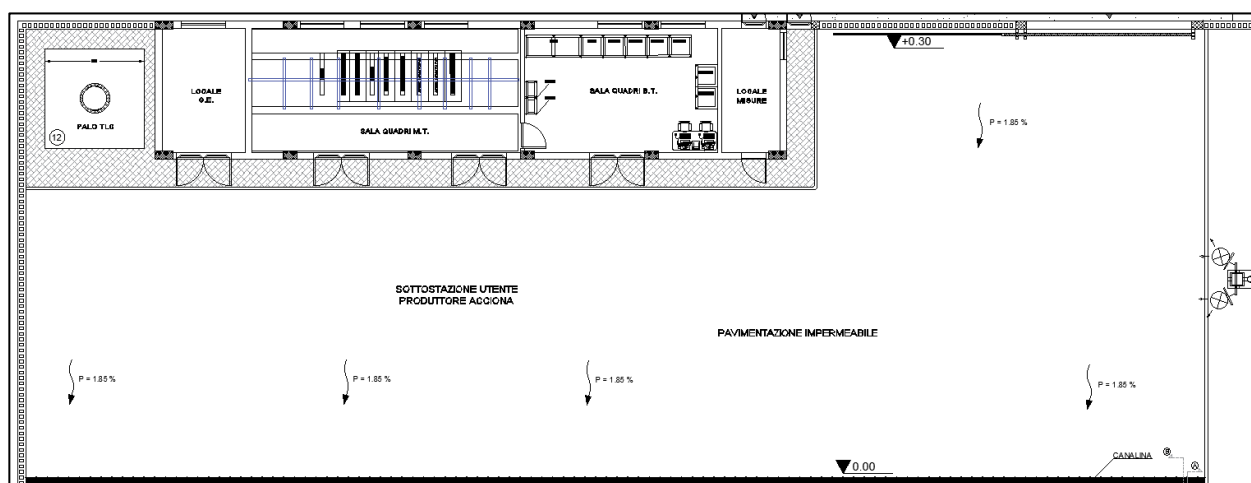 +0.30
LOCALE
G.E.
SALA QUADRI B.T.
LOCALE
MISURE
PALO TLC
12
SALA QUADRI M.T.
P = 1.85 %
SOTTOSTAZIONE UTENTE
PRODUTTORE ACCIONA
PAVIMENTAZIONE IMPERMEABILE
P = 1.85 %
P = 1.85 %
P = 1.85 %
P = 1.85 %
CANALINA
B
A
0.00